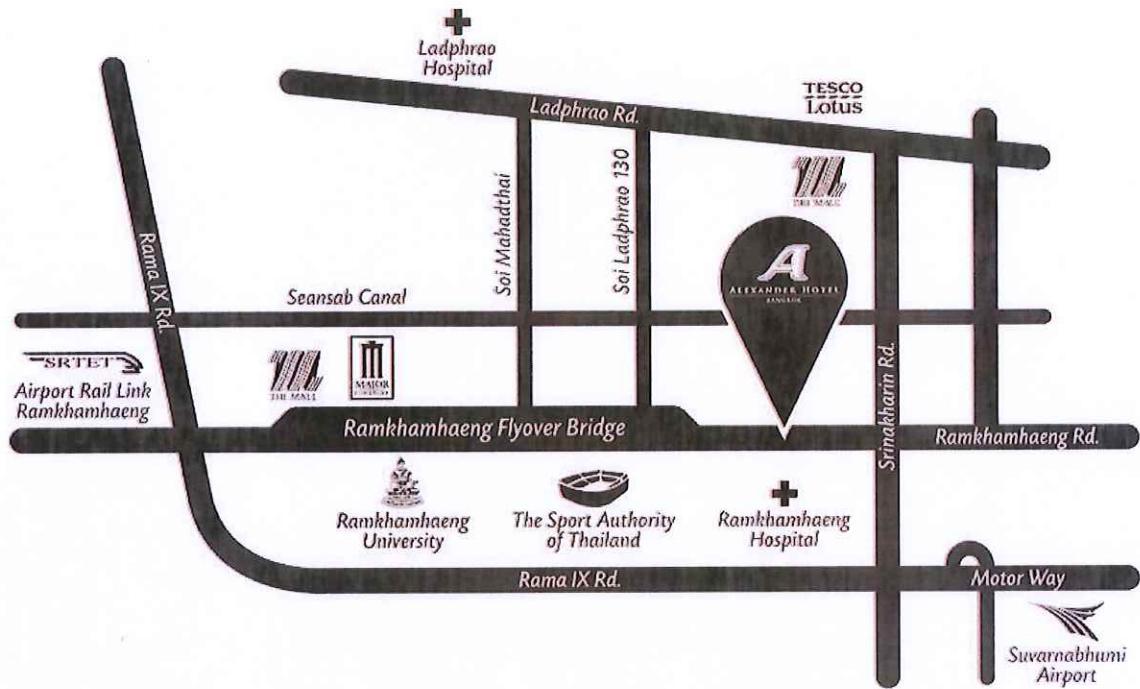 Ladphrao
Hospital
TESCO
Lotus
Ladphrao Rd.
Soi Mahadthai
Soi Ladphrao 130
THE MALL
Rama IX Rd.
A
ALEXANDER HOTEL
BANGKOK
Seansab Canal
SRTET
Airport Rail Link
Ramkhamhaeng
THE MALL
MAJOR
Srinakharin Rd.
Ramkhamhaeng Flyover Bridge
Ramkhamhaeng Rd.
Ramkhamhaeng
University
The Sport Authority
of Thailand
Ramkhamhaeng
Hospital
Rama IX Rd.
Motor Way
Suvarnabhumi
Airport